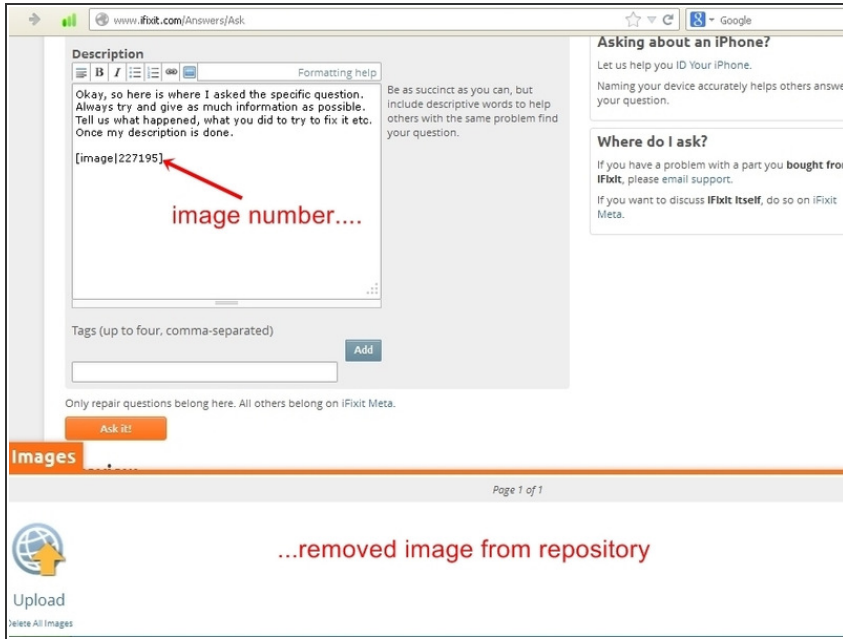 www.ifixit.com/Answers/Ask
Google
Description
B I
Formatting help
Okay, so here is where I asked the specific question.
Always try and give as much information as possible.
Tell us what happened, what you did to try to fix it etc.
Once my description is done.
[image|227195]
image number....
Be as succinct as you can, but
include descriptive words to help
others with the same problem find
your question.
Tags (up to four, comma-separated)
Add
Only repair questions belong here. All others belong on iFixit Meta.
Ask it!
Asking about an iPhone?
Let us help you ID Your iPhone.
Naming your device accurately helps others answe
your question.
Where do I ask?
If you have a problem with a part you bought fro
iFixit, please email support.
If you want to discuss iFixit itself, do so on iFixit
Meta.
Images
Page 1 of 1
...removed image from repository
Upload
Delete All Images